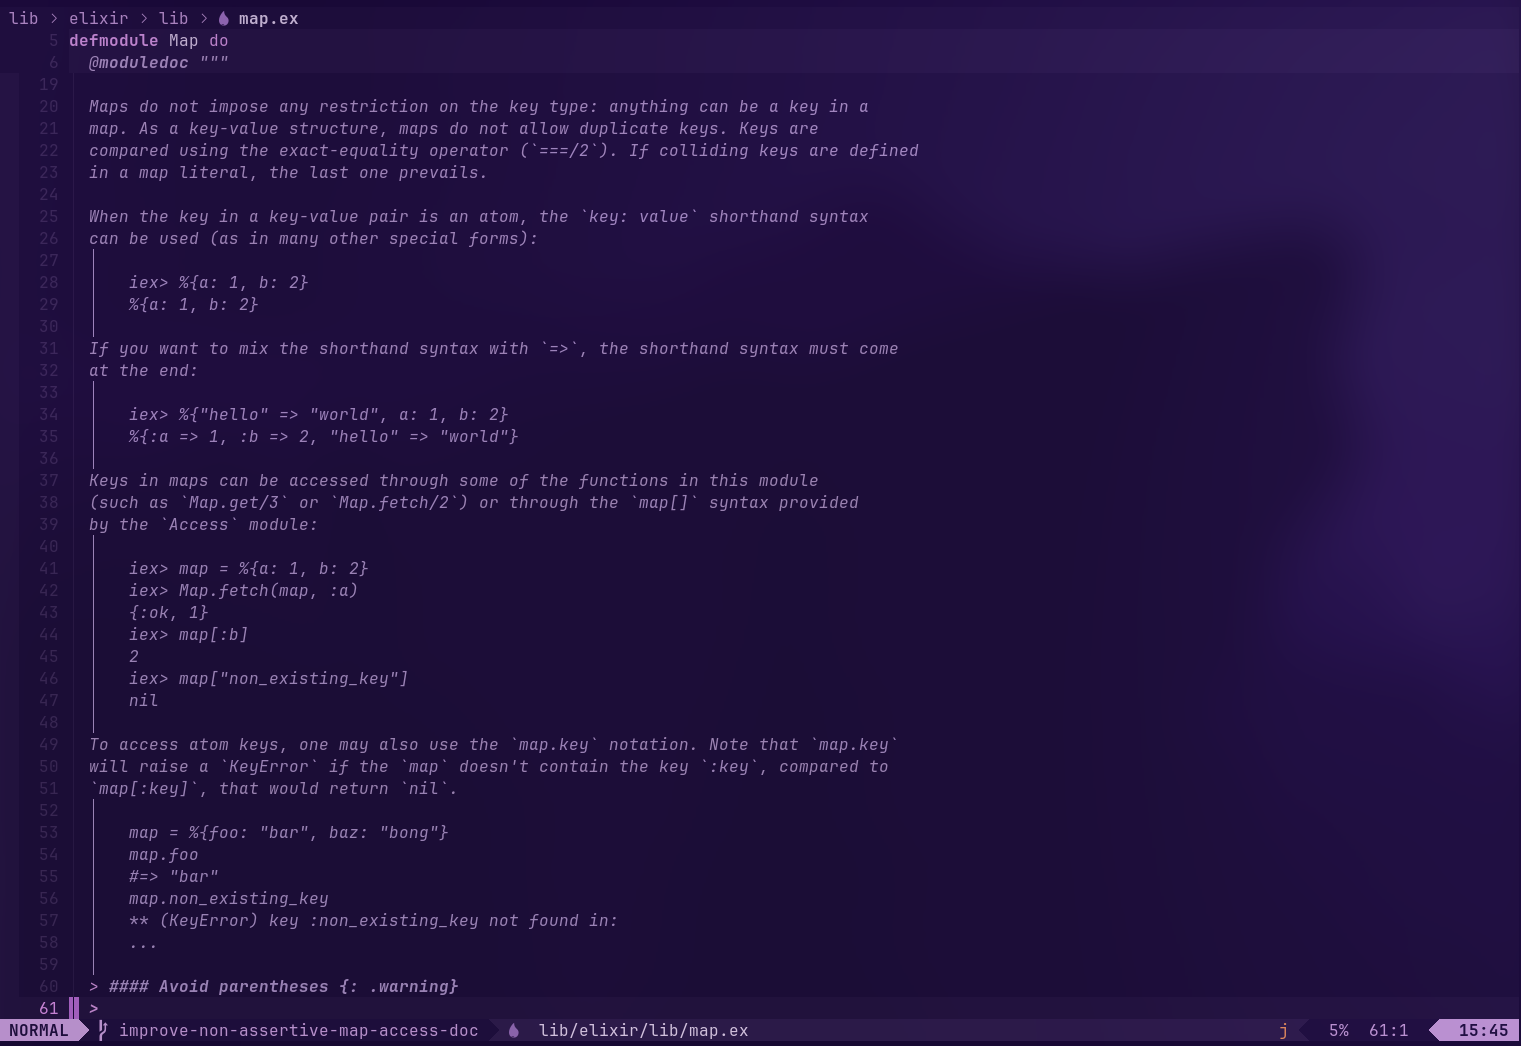 lib > elixir > lib > map.ex
5 defmodule Map do
6 @moduledoc """
19
20 Maps do not impose any restriction on the key type: anything can be a key in a
21 map. As a key-value structure, maps do not allow duplicate keys. Keys are
22 compared using the exact-equality operator (`===/2`). If colliding keys are defined
23 in a map literal, the last one prevails.
24
25 When the key in a key-value pair is an atom, the `key: value` shorthand syntax
26 can be used (as in many other special forms):
27
28 iex> %{a: 1, b: 2}
29 %{a: 1, b: 2}
30
31 If you want to mix the shorthand syntax with `=>`, the shorthand syntax must come
32 at the end:
33
34 iex> %{"hello" => "world", a: 1, b: 2}
35 %{:a => 1, :b => 2, "hello" => "world"}
36
37 Keys in maps can be accessed through some of the functions in this module
38 (such as `Map.get/3` or `Map.fetch/2`) or through the `map[]` syntax provided
39 by the `Access` module:
40
41 iex> map = %{a: 1, b: 2}
42 iex> Map.fetch(map, :a)
43 {:ok, 1}
44 iex> map[:b]
45 2
46 iex> map["non_existing_key"]
47 nil
48
49 To access atom keys, one may also use the `map.key` notation. Note that `map.key`
50 will raise a `KeyError` if the `map` doesn't contain the key `:key`, compared to
51 `map[:key]`, that would return `nil`.
52
53 map = %{foo: "bar", baz: "bong"}
54 map.foo
55 #=> "bar"
56 map.non_existing_key
57 ** (KeyError) key :non_existing_key not found in:
58 ...
59
60 > #### Avoid parentheses {: .warning}
61 >
NORMAL improve-non-assertive-map-access-doc lib/elixir/lib/map.ex j 5% 61:1 15:45